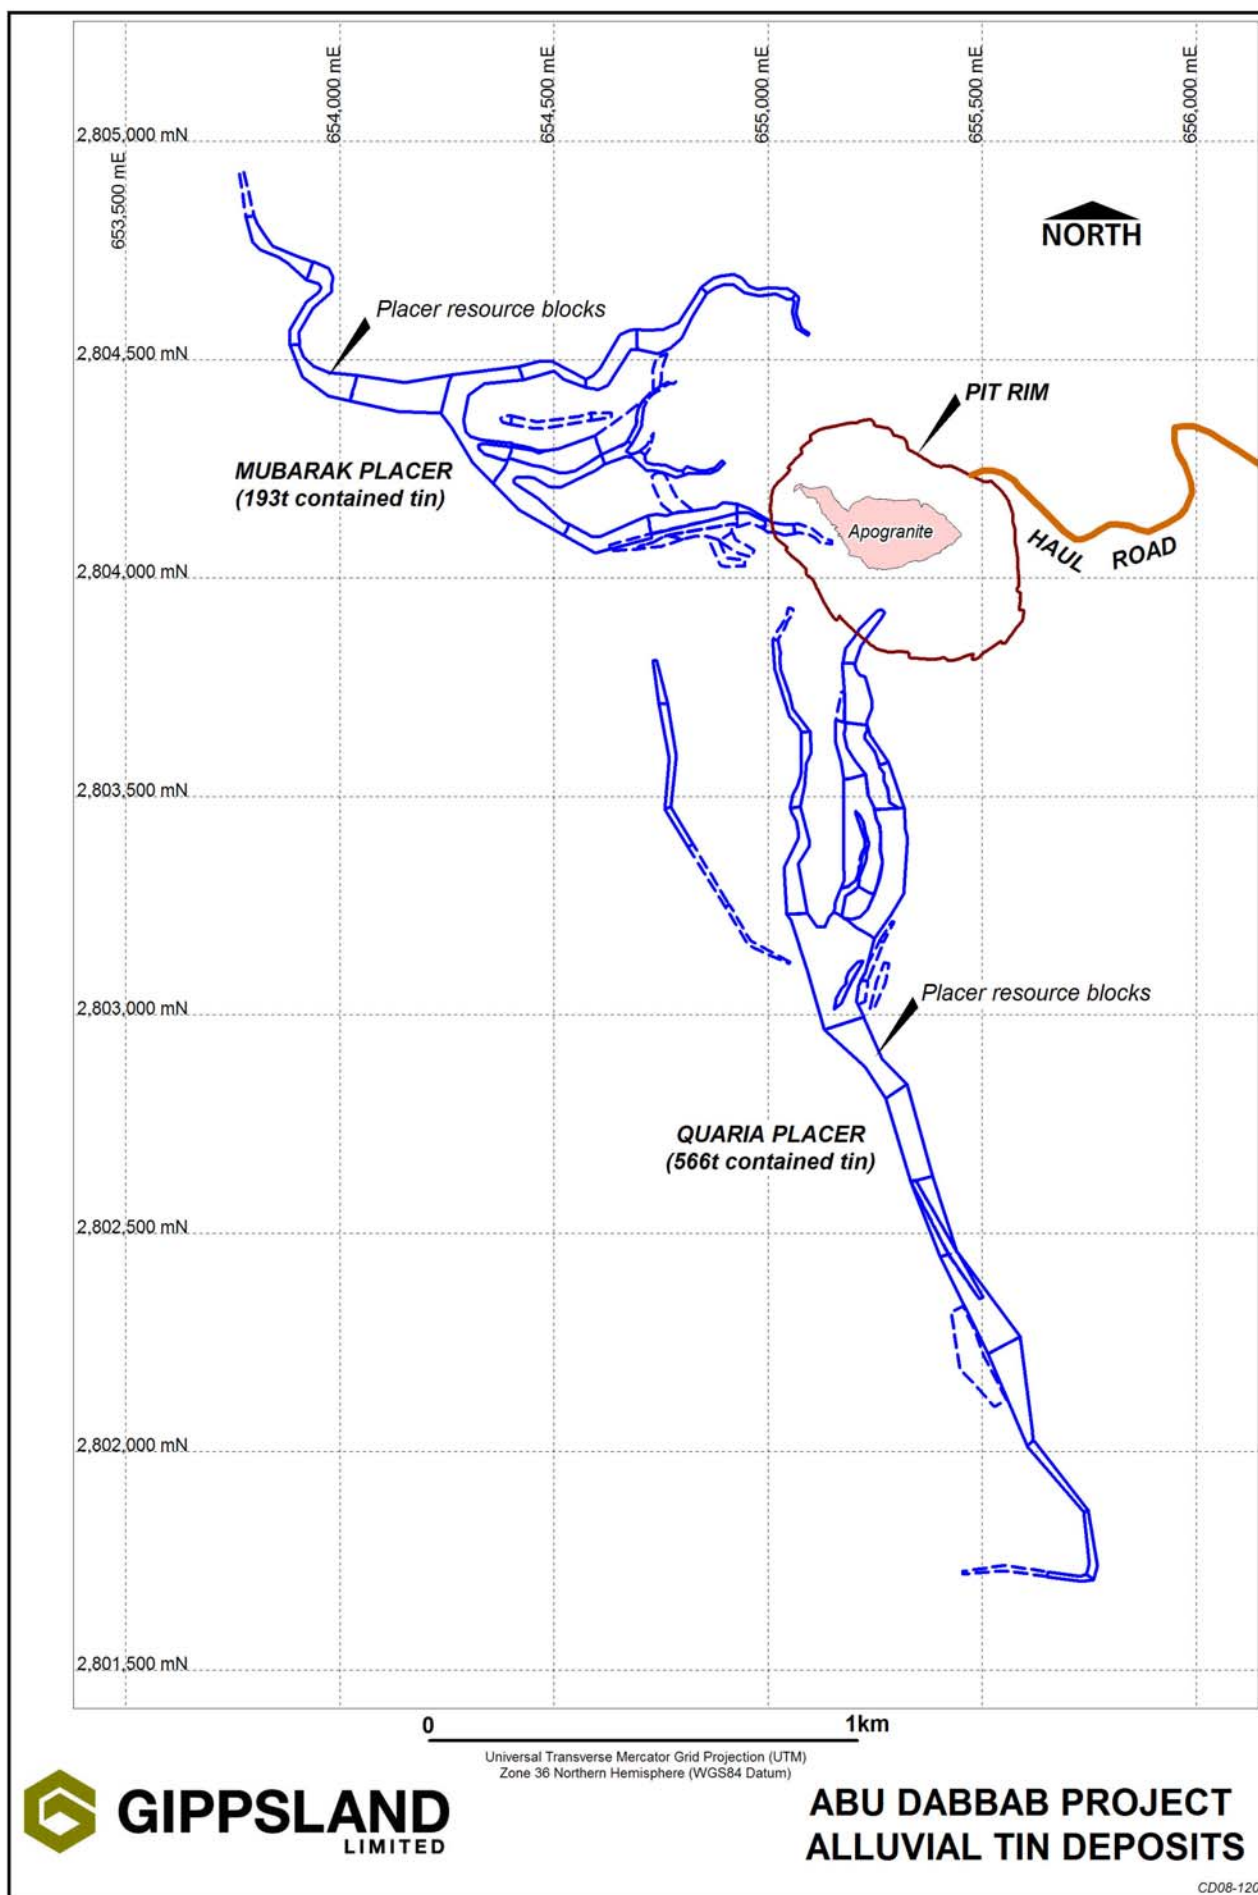 653,500 mE
654,000 mE
654,500 mE
655,000 mE
655,500 mE
656,000 mE
2,805,000 mN
NORTH
Placer resource blocks
2,804,500 mN
PIT RIM
MUBARAK PLACER
(193t contained tin)
Apogranite
HAUL ROAD
2,804,000 mN
2,803,500 mN
2,803,000 mN
Placer resource blocks
QUARIA PLACER
(566t contained tin)
2,802,500 mN
2,802,000 mN
2,801,500 mN
0 1km
Universal Transverse Mercator Grid Projection (UTM)
Zone 36 Northern Hemisphere (WGS84 Datum)
GIPPSLAND
LIMITED
ABU DABBAB PROJECT
ALLUVIAL TIN DEPOSITS
CD08-120